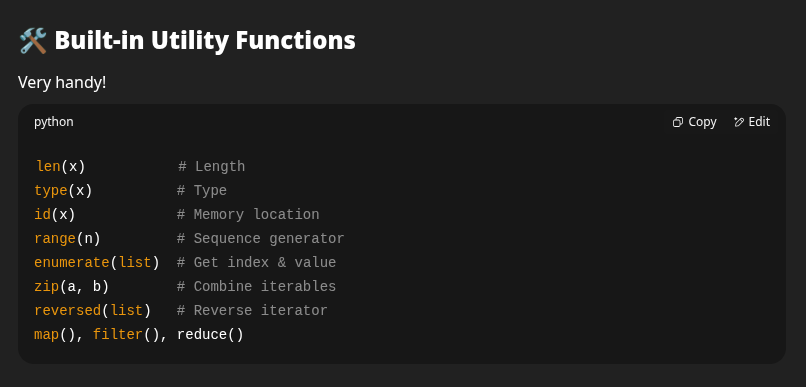 🛠️ Built-in Utility Functions
Very handy!
python Copy Edit
len(x)           # Length
type(x)          # Type
id(x)            # Memory location
range(n)         # Sequence generator
enumerate(list)  # Get index & value
zip(a, b)        # Combine iterables
reversed(list)   # Reverse iterator
map(), filter(), reduce()